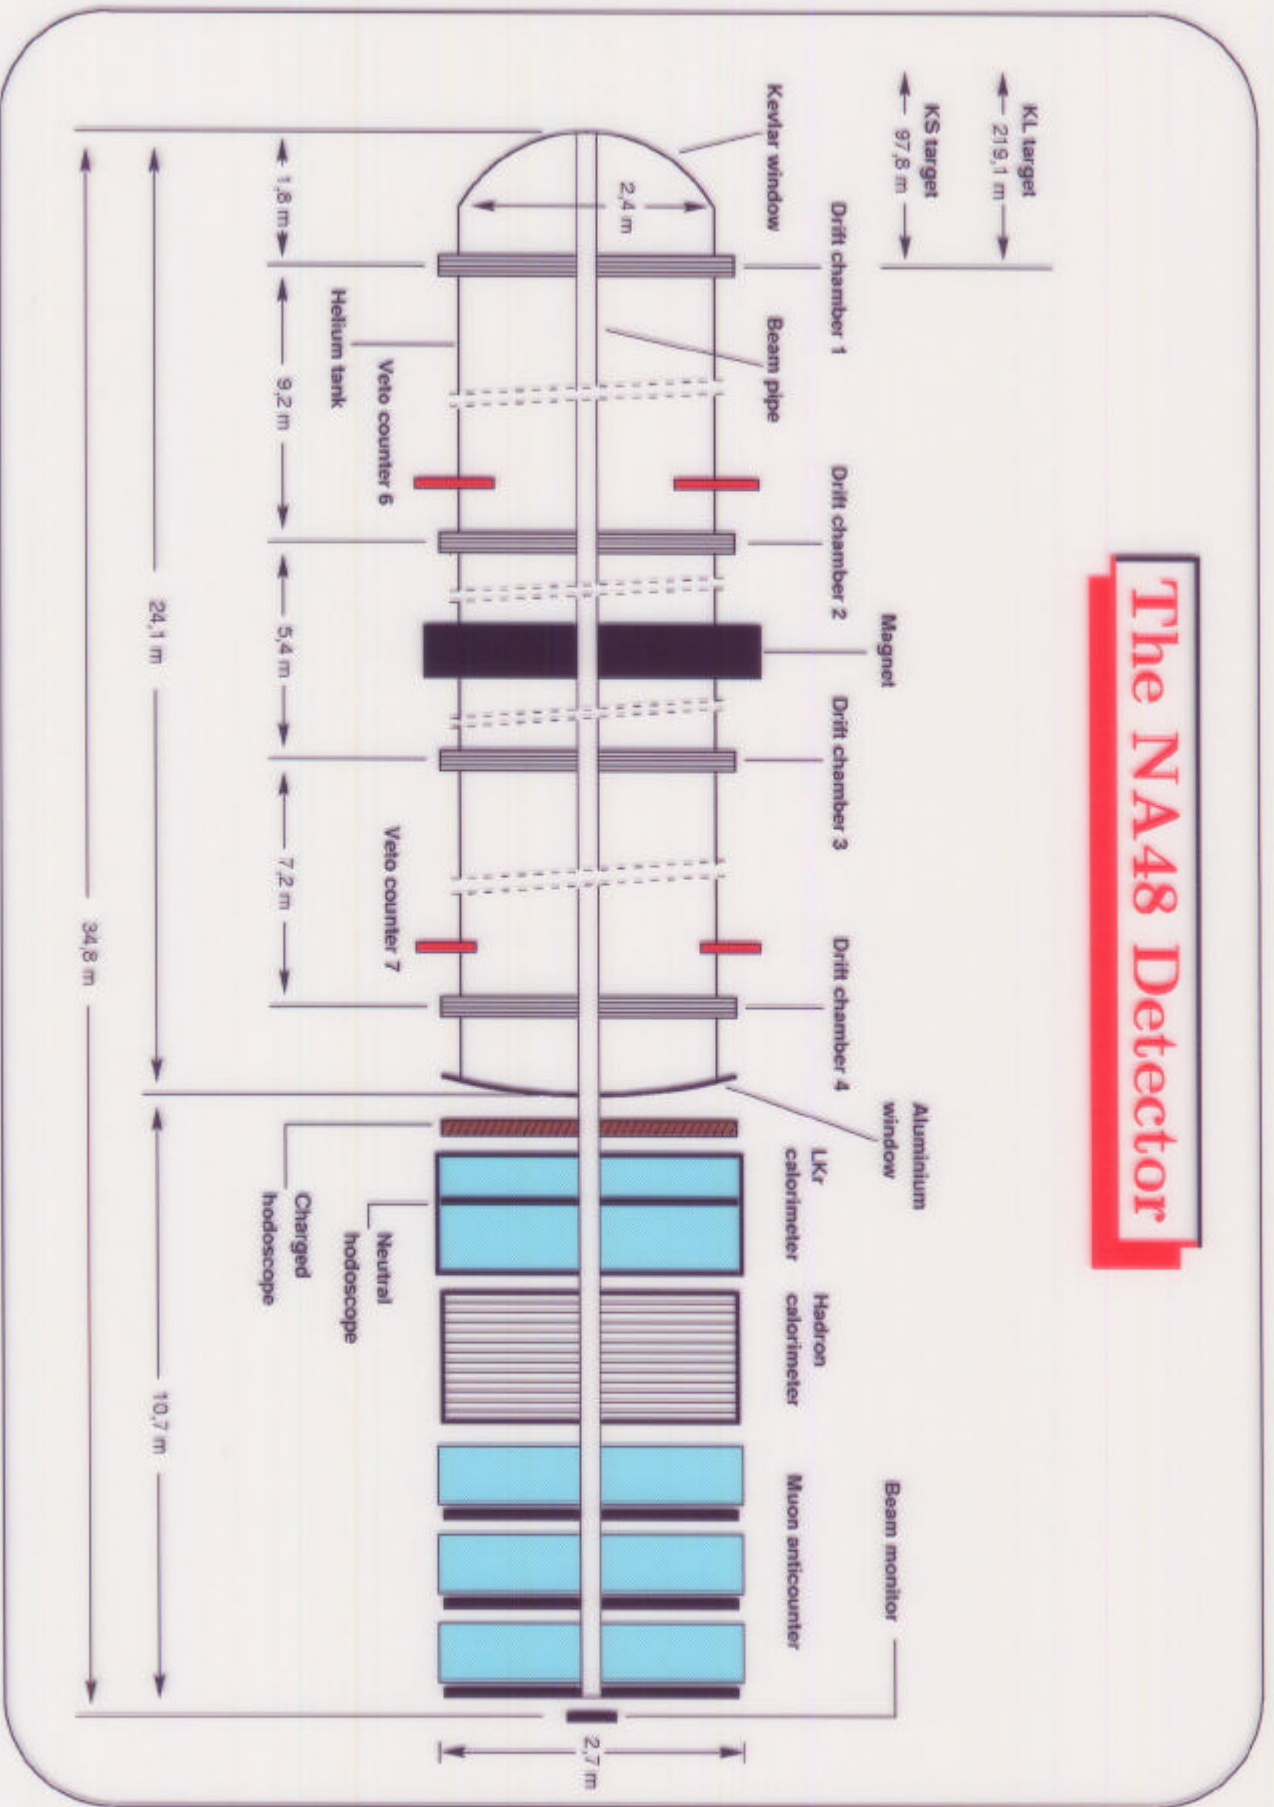 The NA48 Detector
KL target
219,1 m
KS target
97,8 m
Aluminium
window
Beam monitor
Magnet
Drift chamber 1
Drift chamber 2
Drift chamber 3
Drift chamber 4
LKr
calorimeter
Hadron
calorimeter
Muon anticounter
Kevlar window
Beam pipe
2,4 m
2,7 m
Veto counter 6
Veto counter 7
Neutral
hodoscope
Helium tank
Charged
hodoscope
1,8 m
9,2 m
5,4 m
7,2 m
24,1 m
10,7 m
34,8 m